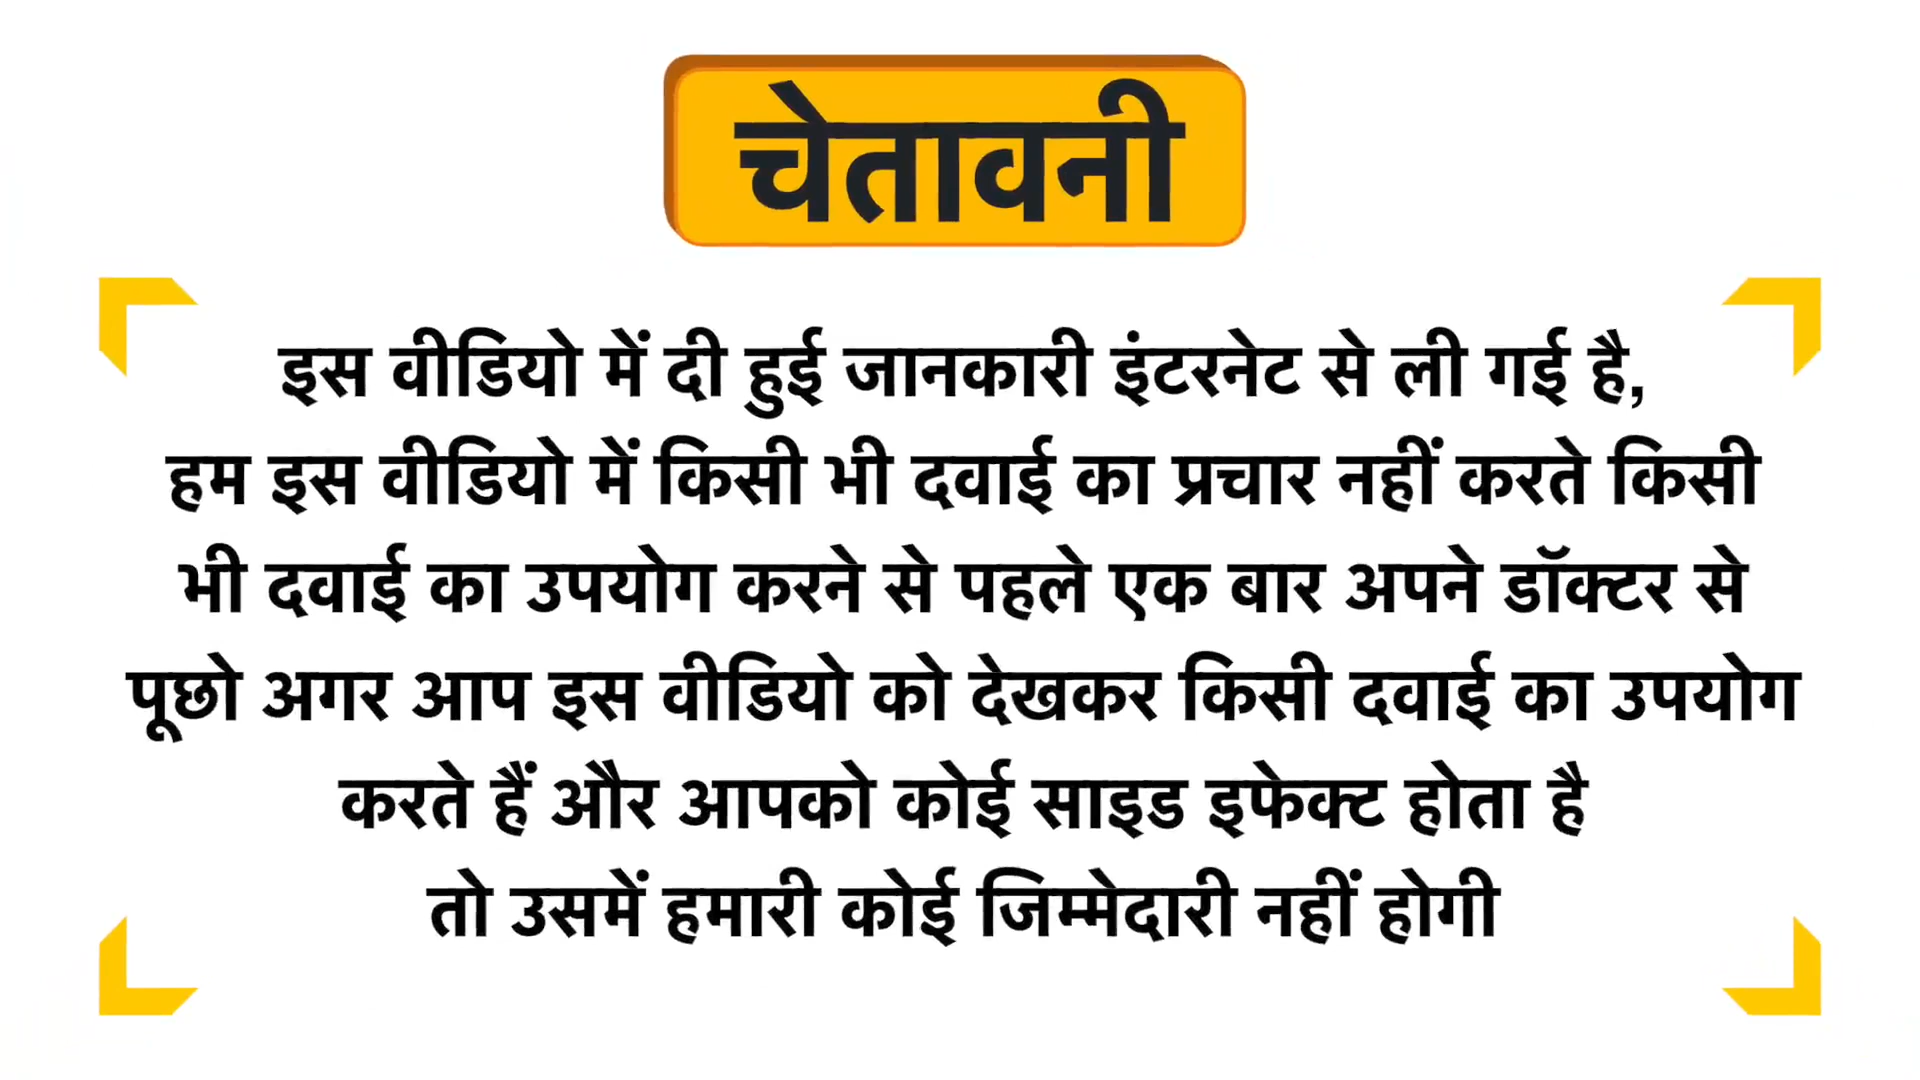 चेतावनी
इस वीडियो में दी हुई जानकारी इंटरनेट से ली गई है,
हम इस वीडियो में किसी भी दवाई का प्रचार नहीं करते किसी
भी दवाई का उपयोग करने से पहले एक बार अपने डॉक्टर से
पूछो अगर आप इस वीडियो को देखकर किसी दवाई का उपयोग
करते हैं और आपको कोई साइड इफेक्ट होता है
तो उसमें हमारी कोई जिम्मेदारी नहीं होगी